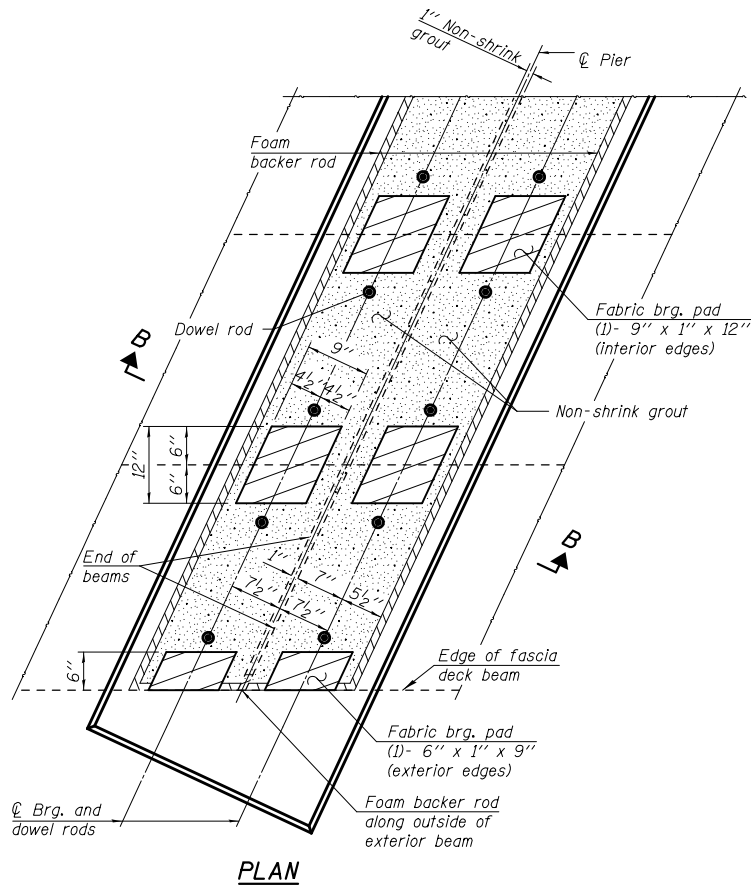 1″ Non-shrink
grout
℄ Pier
Foam
backer rod
Dowel rod
Fabric brg. pad
(1)- 9″ x 1″ x 12″
(interior edges)
B
9″
4½″
4½″
Non-shrink grout
12″
6″
6″
B
End of
beams
1″
7″
5½″
7½″
7½″
6″
Edge of fascia
deck beam
Fabric brg. pad
(1)- 6″ x 1″ x 9″
(exterior edges)
℄ Brg. and
dowel rods
Foam backer rod
along outside of
exterior beam
PLAN